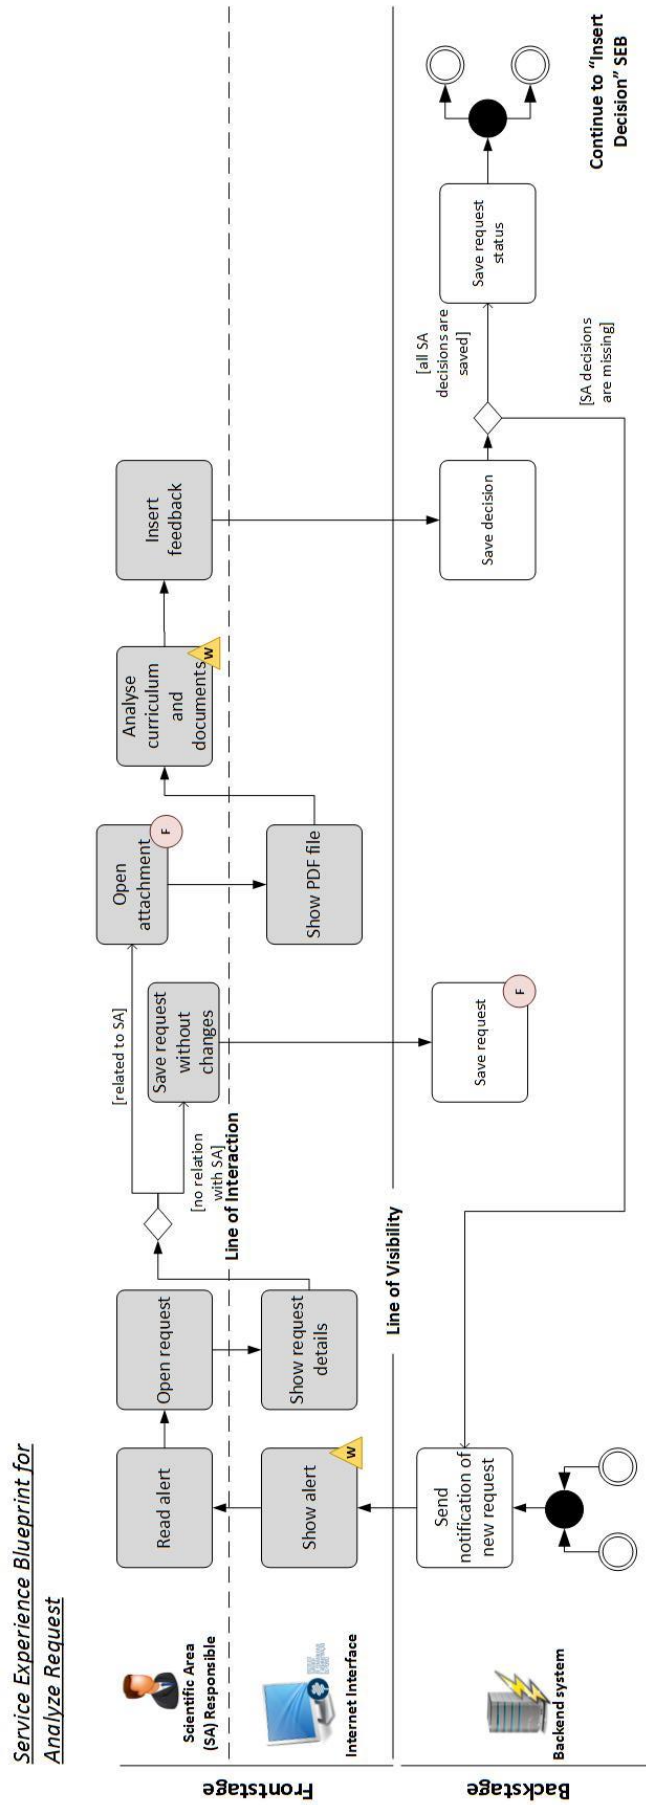 Service Experience Blueprint for
Analyze Request
Frontstage
Backstage
Scientific Area
(SA) Responsible
Internet Interface
Backend system
Read alert
Show alert
W
Send
notification of
new request
Open request
Show request
details
Line of Interaction
Line of Visibility
[related to SA]
[no relation
with SA]
Save request
without
changes
Save request
F
Open
attachment
F
Show PDF file
Analyse
curriculum
and
documents
W
Insert
feedback
Save decision
[all SA
decisions are
saved]
[SA decisions
are missing]
Save request
status
Continue to “Insert
Decision” SEB